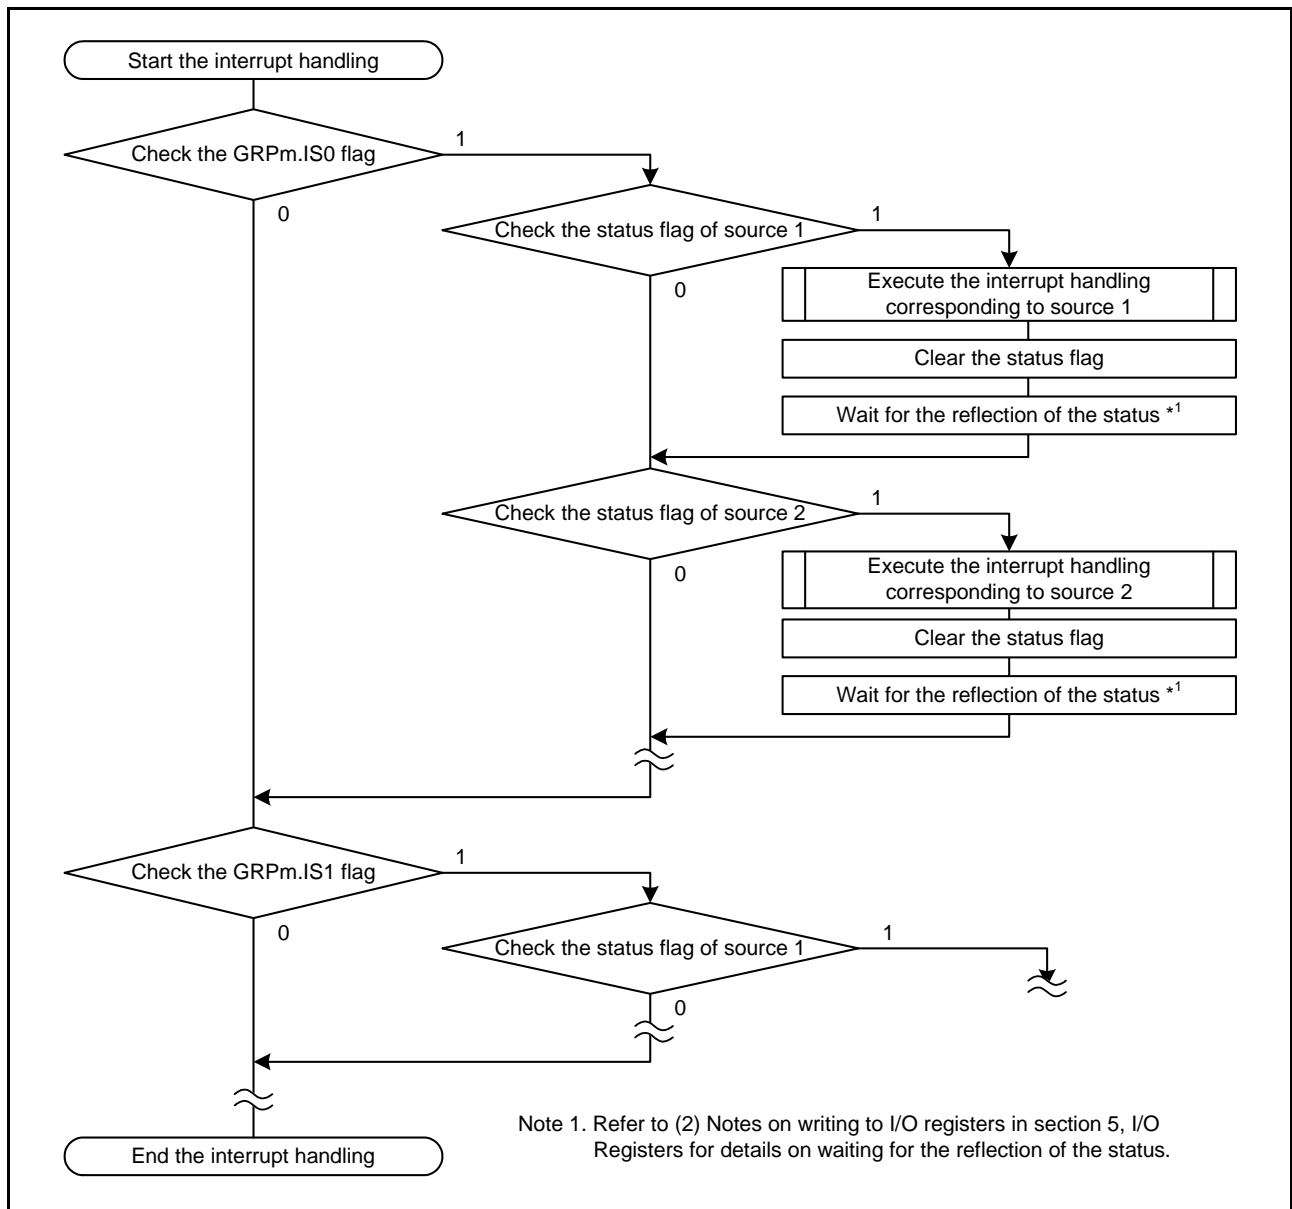 Start the interrupt handling
Check the GRPm.IS0 flag
1
0
Check the status flag of source 1
1
0
Execute the interrupt handling
corresponding to source 1
Clear the status flag
Wait for the reflection of the status *1
Check the status flag of source 2
1
0
Execute the interrupt handling
corresponding to source 2
Clear the status flag
Wait for the reflection of the status *1
Check the GRPm.IS1 flag
1
0
Check the status flag of source 1
1
0
Note 1. Refer to (2) Notes on writing to I/O registers in section 5, I/O
Registers for details on waiting for the reflection of the status.
End the interrupt handling